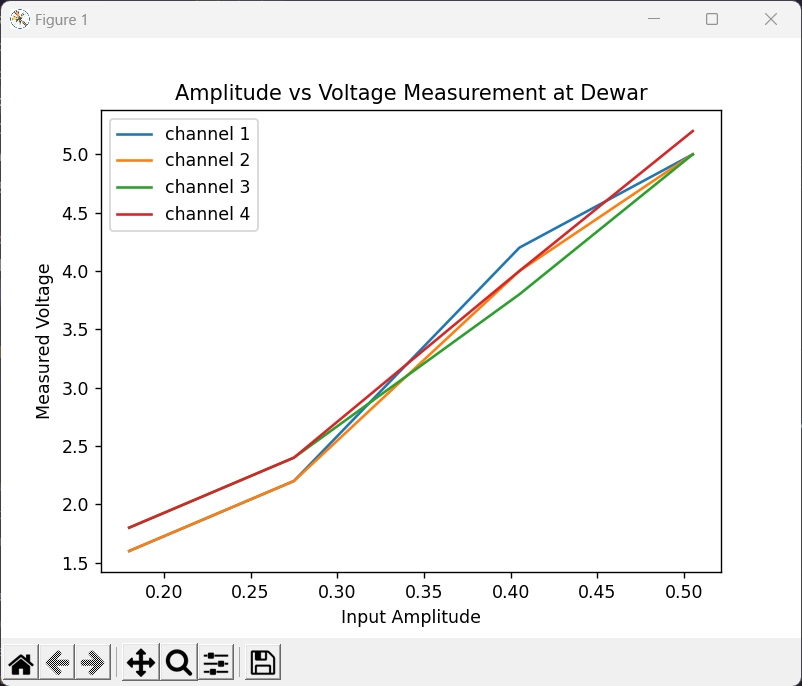 Figure 1
Amplitude vs Voltage Measurement at Dewar
channel 1
channel 2
channel 3
channel 4
5.0
4.5
4.0
3.5
3.0
2.5
2.0
1.5
Measured Voltage
0.20 0.25 0.30 0.35 0.40 0.45 0.50
Input Amplitude